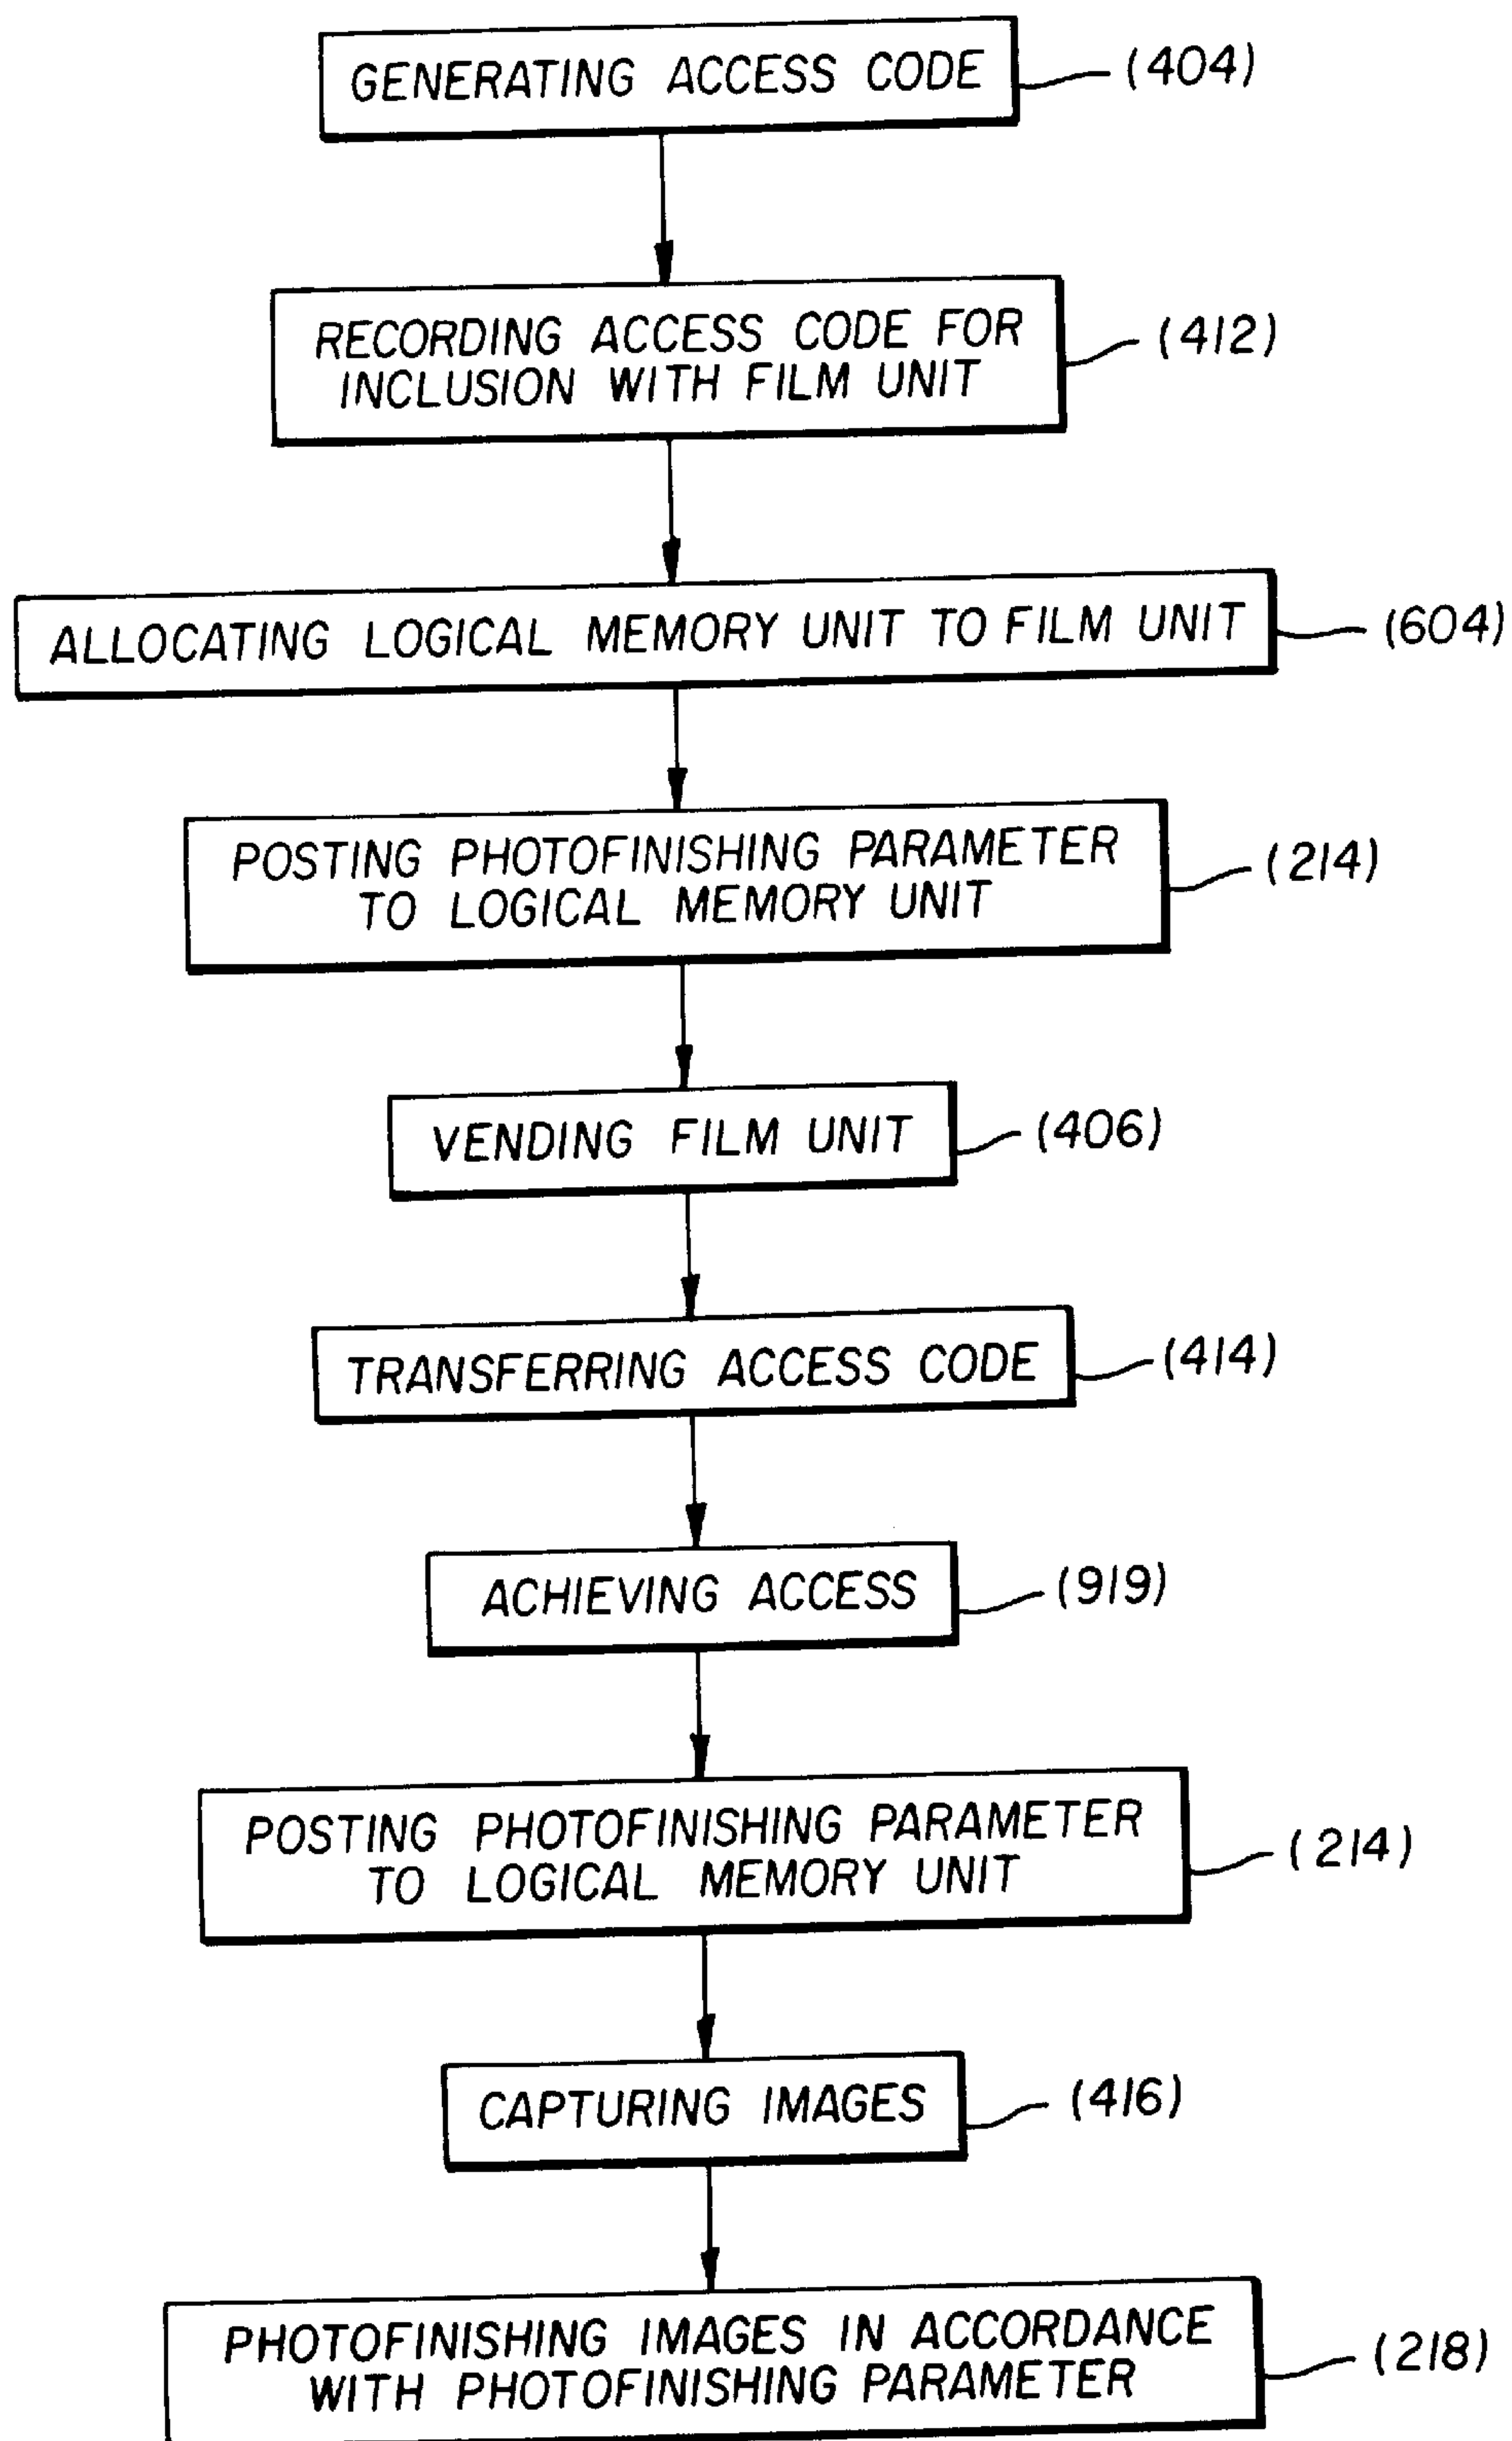 GENERATING ACCESS CODE (404)
RECORDING ACCESS CODE FOR
INCLUSION WITH FILM UNIT
(412)
ALLOCATING LOGICAL MEMORY UNIT TO FILM UNIT (604)
POSTING PHOTOFINISHING PARAMETER
TO LOGICAL MEMORY UNIT
(214)
VENDING FILM UNIT (406)
TRANSFERRING ACCESS CODE (414)
ACHIEVING ACCESS (919)
POSTING PHOTOFINISHING PARAMETER
TO LOGICAL MEMORY UNIT
(214)
CAPTURING IMAGES (416)
PHOTOFINISHING IMAGES IN ACCORDANCE
WITH PHOTOFINISHING PARAMETER
(218)